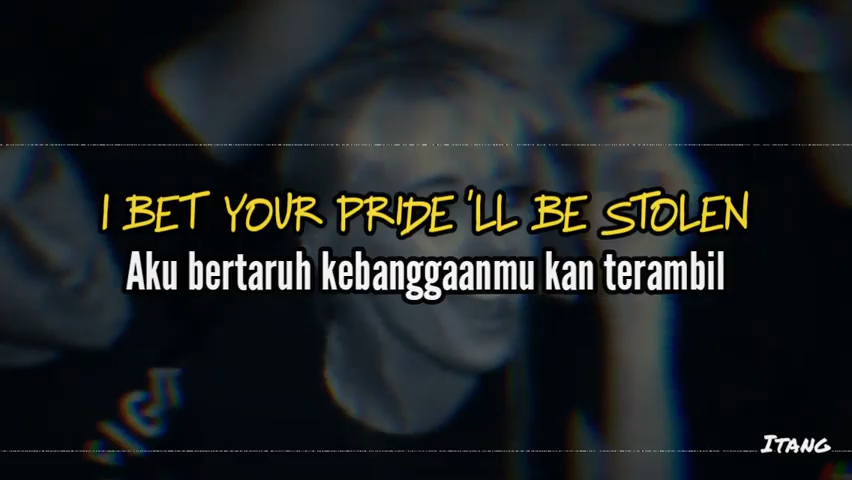 I BET YOUR PRIDE 'LL BE STOLEN
Aku bertaruh kebanggaanmu kan terambil
Itang